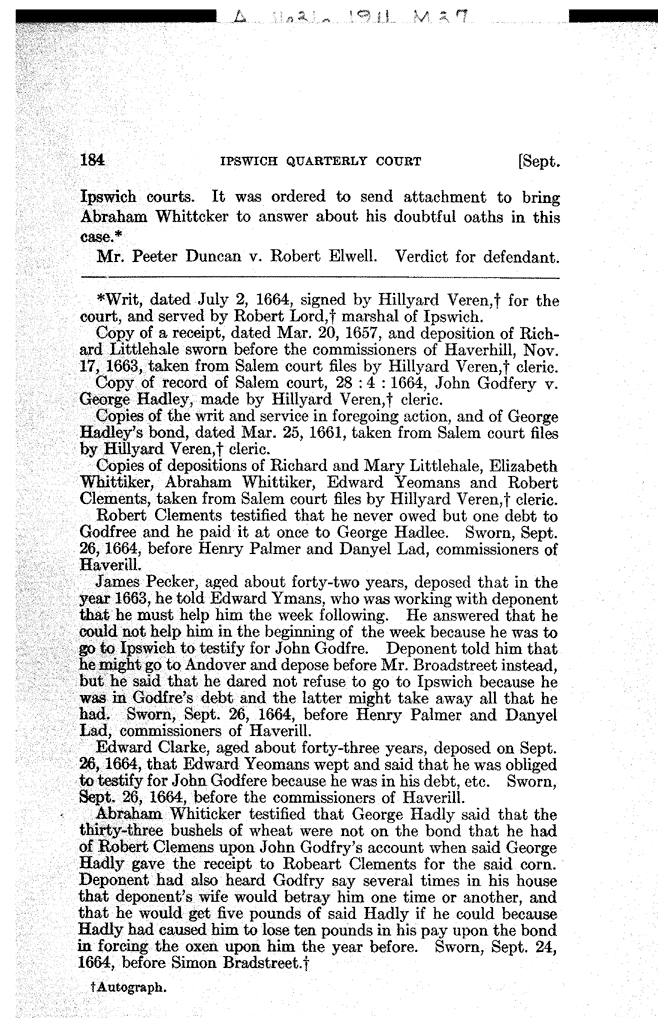 1911 M27
184 IPSWICH QUARTERLY COURT [Sept.
Ipswich courts. It was ordered to send attachment to bring
Abraham Whittcker to answer about his doubtful oaths in this
case.*
Mr. Peeter Duncan v. Robert Elwell. Verdict for defendant.
*Writ, dated July 2, 1664, signed by Hillyard Veren,† for the
court, and served by Robert Lord,† marshal of Ipswich.
Copy of a receipt, dated Mar. 20, 1657, and deposition of Rich-
ard Littlehale sworn before the commissioners of Haverhill, Nov.
17, 1663, taken from Salem court files by Hillyard Veren,† cleric.
Copy of record of Salem court, 28 : 4 : 1664, John Godfery v.
George Hadley, made by Hillyard Veren,† cleric.
Copies of the writ and service in foregoing action, and of George
Hadley's bond, dated Mar. 25, 1661, taken from Salem court files
by Hillyard Veren,† cleric.
Copies of depositions of Richard and Mary Littlehale, Elizabeth
Whittiker, Abraham Whittiker, Edward Yeomans and Robert
Clements, taken from Salem court files by Hillyard Veren,† cleric.
Robert Clements testified that he never owed but one debt to
Godfree and he paid it at once to George Hadlee. Sworn, Sept.
26, 1664, before Henry Palmer and Danyel Lad, commissioners of
Haverill.
James Pecker, aged about forty-two years, deposed that in the
year 1663, he told Edward Ymans, who was working with deponent
that he must help him the week following. He answered that he
could not help him in the beginning of the week because he was to
go to Ipswich to testify for John Godfre. Deponent told him that
he might go to Andover and depose before Mr. Broadstreet instead,
but he said that he dared not refuse to go to Ipswich because he
was in Godfre's debt and the latter might take away all that he
had. Sworn, Sept. 26, 1664, before Henry Palmer and Danyel
Lad, commissioners of Haverill.
Edward Clarke, aged about forty-three years, deposed on Sept.
26, 1664, that Edward Yeomans wept and said that he was obliged
to testify for John Godfere because he was in his debt, etc. Sworn,
Sept. 26, 1664, before the commissioners of Haverill.
Abraham Whiticker testified that George Hadly said that the
thirty-three bushels of wheat were not on the bond that he had
of Robert Clemens upon John Godfry's account when said George
Hadly gave the receipt to Robeart Clements for the said corn.
Deponent had also heard Godfry say several times in his house
that deponent's wife would betray him one time or another, and
that he would get five pounds of said Hadly if he could because
Hadly had caused him to lose ten pounds in his pay upon the bond
in forcing the oxen upon him the year before. Sworn, Sept. 24,
1664, before Simon Bradstreet.†
†Autograph.